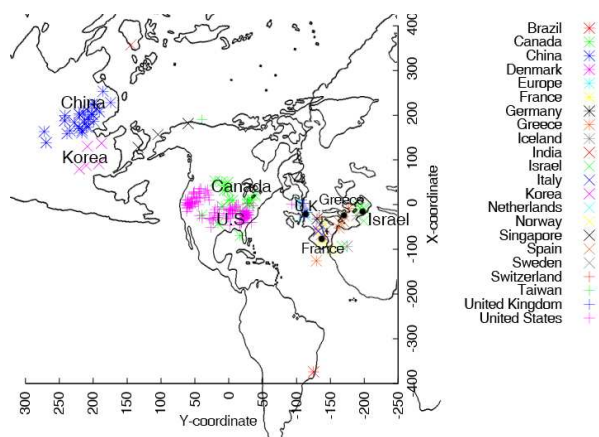 400
300
200
100
0
-100
-200
-300
-400
X-coordinate
300
250
200
150
100
50
0
-50
-100
-150
-200
-250
Y-coordinate
China
Korea
Canada
U.S
U.K
Greece
Israel
France
Brazil
Canada
China
Denmark
Europe
France
Germany
Greece
Iceland
India
Israel
Italy
Korea
Netherlands
Norway
Singapore
Spain
Sweden
Switzerland
Taiwan
United Kingdom
United States